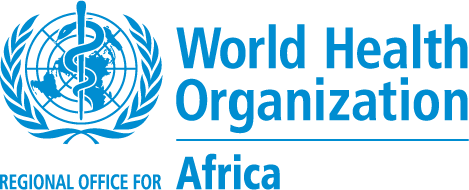 World Health
Organization
REGIONAL OFFICE FOR Africa